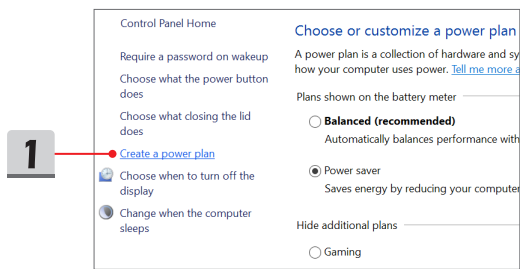 Control Panel Home
Require a password on wakeup
Choose what the power button
does
Choose what closing the lid
does
1
Create a power plan
Choose when to turn off the
display
Change when the computer
sleeps
Choose or customize a power plan
A power plan is a collection of hardware and sy
how your computer uses power. Tell me more a
Plans shown on the battery meter
Balanced (recommended)
Automatically balances performance with
Power saver
Saves energy by reducing your computer
Hide additional plans
Gaming